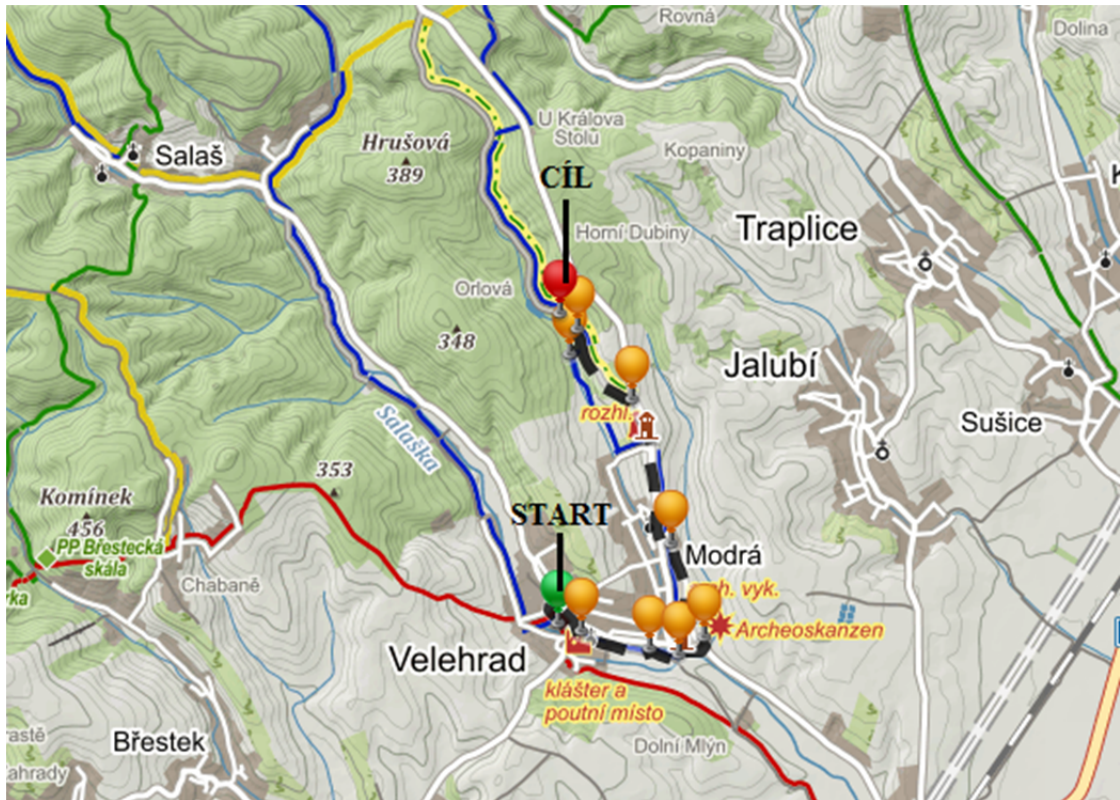 Rovná
Dolina
U Králova
Stolu
Hrušová
389
Kopaniny
Salaš
CÍL
Traplice
Horní Dubiny
Orlová
348
Jalubí
rozhl.
Sušice
Salaška
353
Komínek
456
START
PP Břestecká
skála
Modrá
Chabaně
vyk.
Archeoskanzen
Velehrad
klášter a
poutní místo
Břestek
Dolní Mlýn